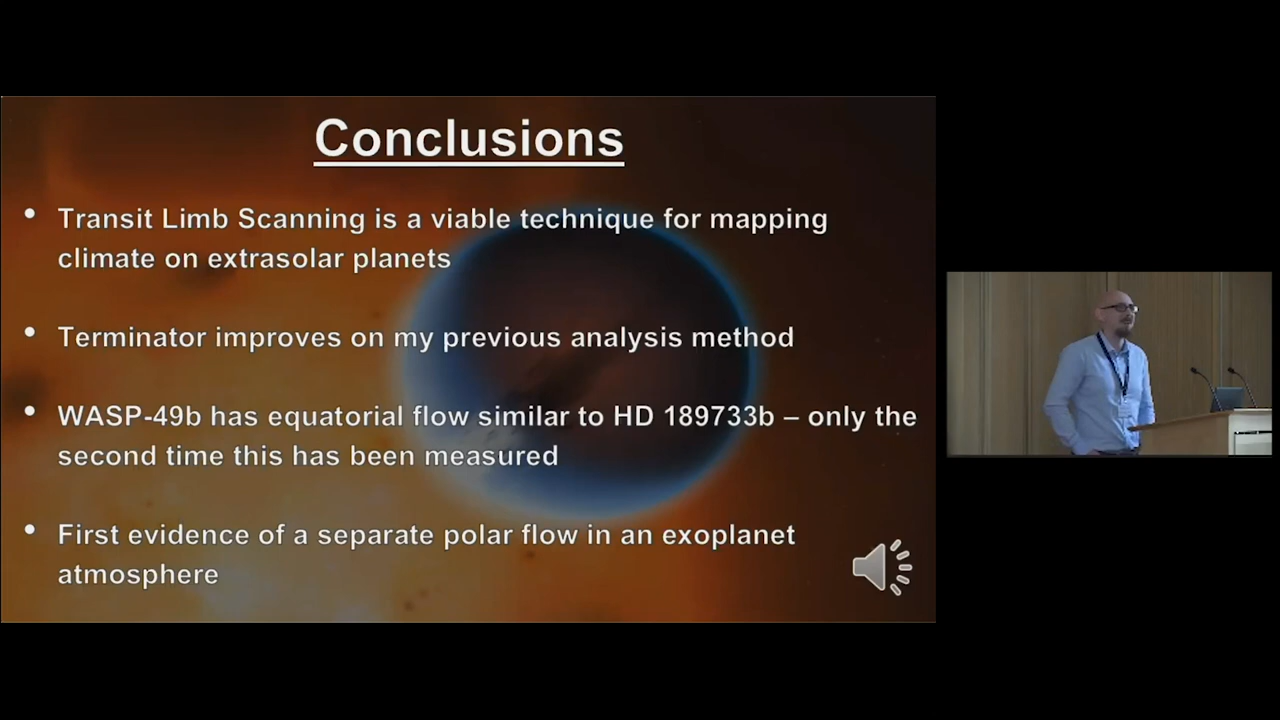 Conclusions
• Transit Limb Scanning is a viable technique for mapping
climate on extrasolar planets
• Terminator improves on my previous analysis method
• WASP-49b has equatorial flow similar to HD 189733b – only the
second time this has been measured
• First evidence of a separate polar flow in an exoplanet
atmosphere